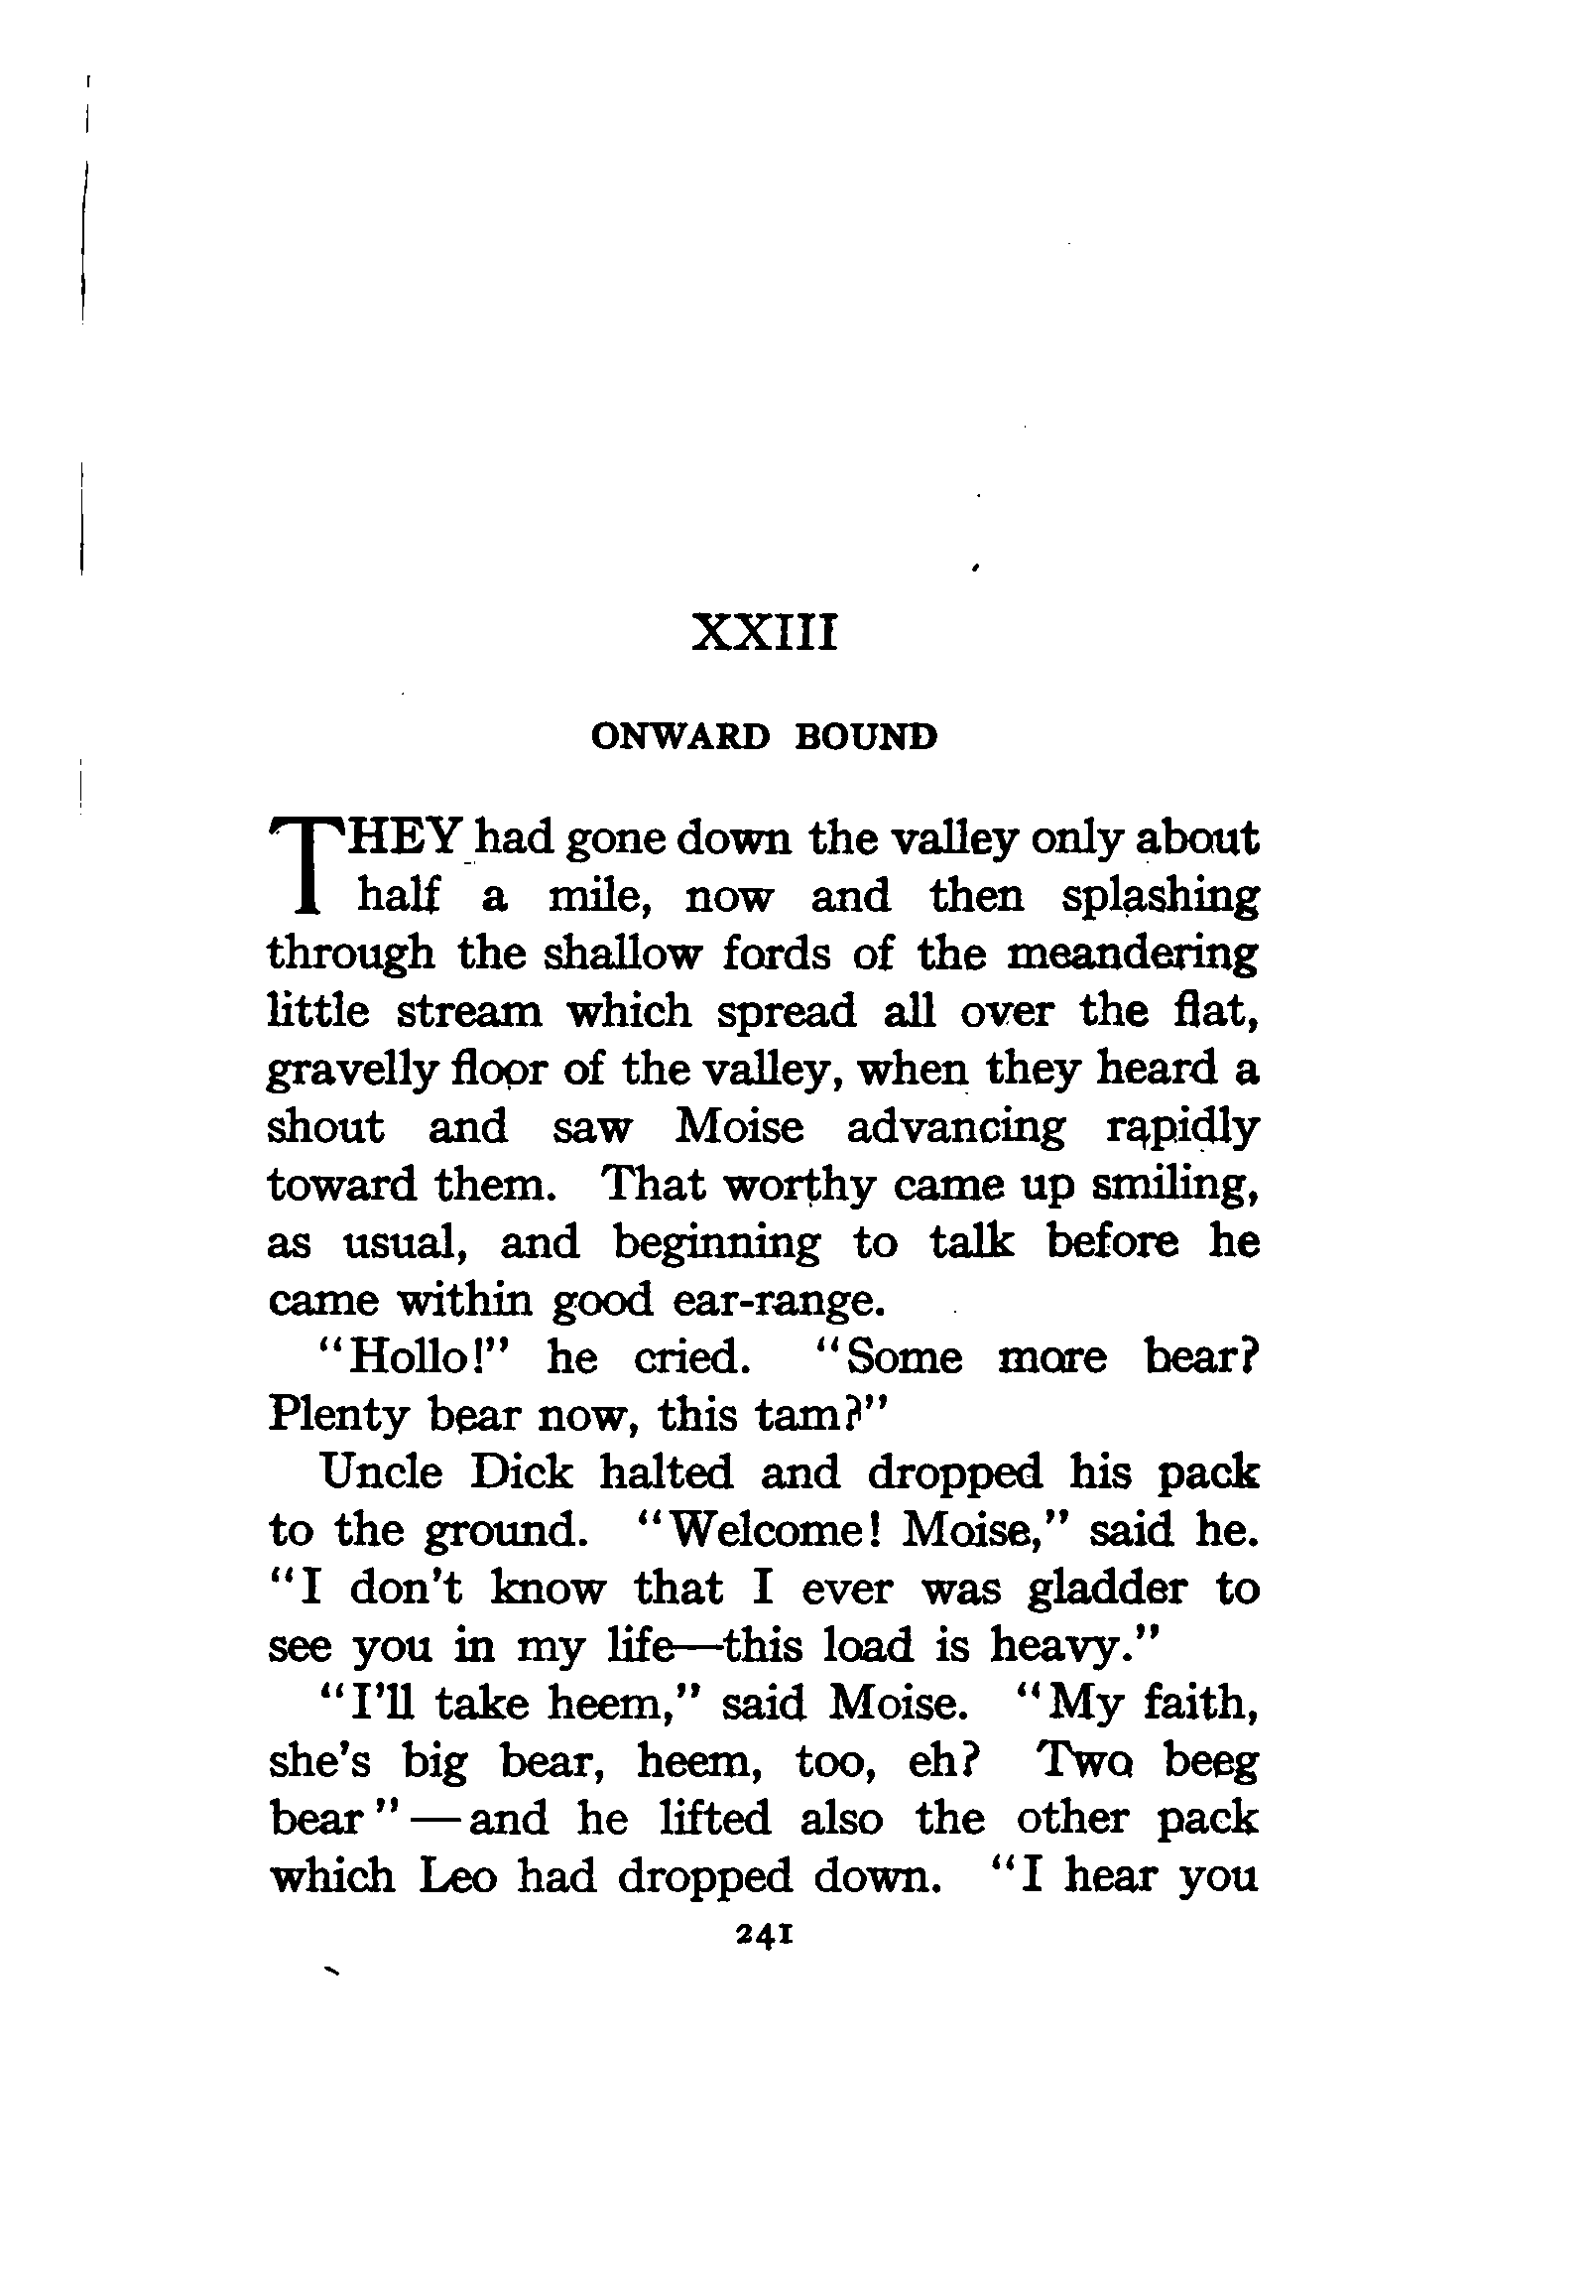 XXIII
ONWARD BOUND
THEY had gone down the valley only about
half a mile, now and then splashing
through the shallow fords of the meandering
little stream which spread all over the flat,
gravelly floor of the valley, when they heard a
shout and saw Moise advancing rapidly
toward them. That worthy came up smiling,
as usual, and beginning to talk before he
came within good ear-range.
"Hollo!" he cried. "Some more bear?
Plenty bear now, this tam?"
Uncle Dick halted and dropped his pack
to the ground. "Welcome! Moise," said he.
"I don't know that I ever was gladder to
see you in my life—this load is heavy."
"I'll take heem," said Moise. "My faith,
she's big bear, heem, too, eh? Two beeg
bear"—and he lifted also the other pack
which Leo had dropped down. "I hear you
241